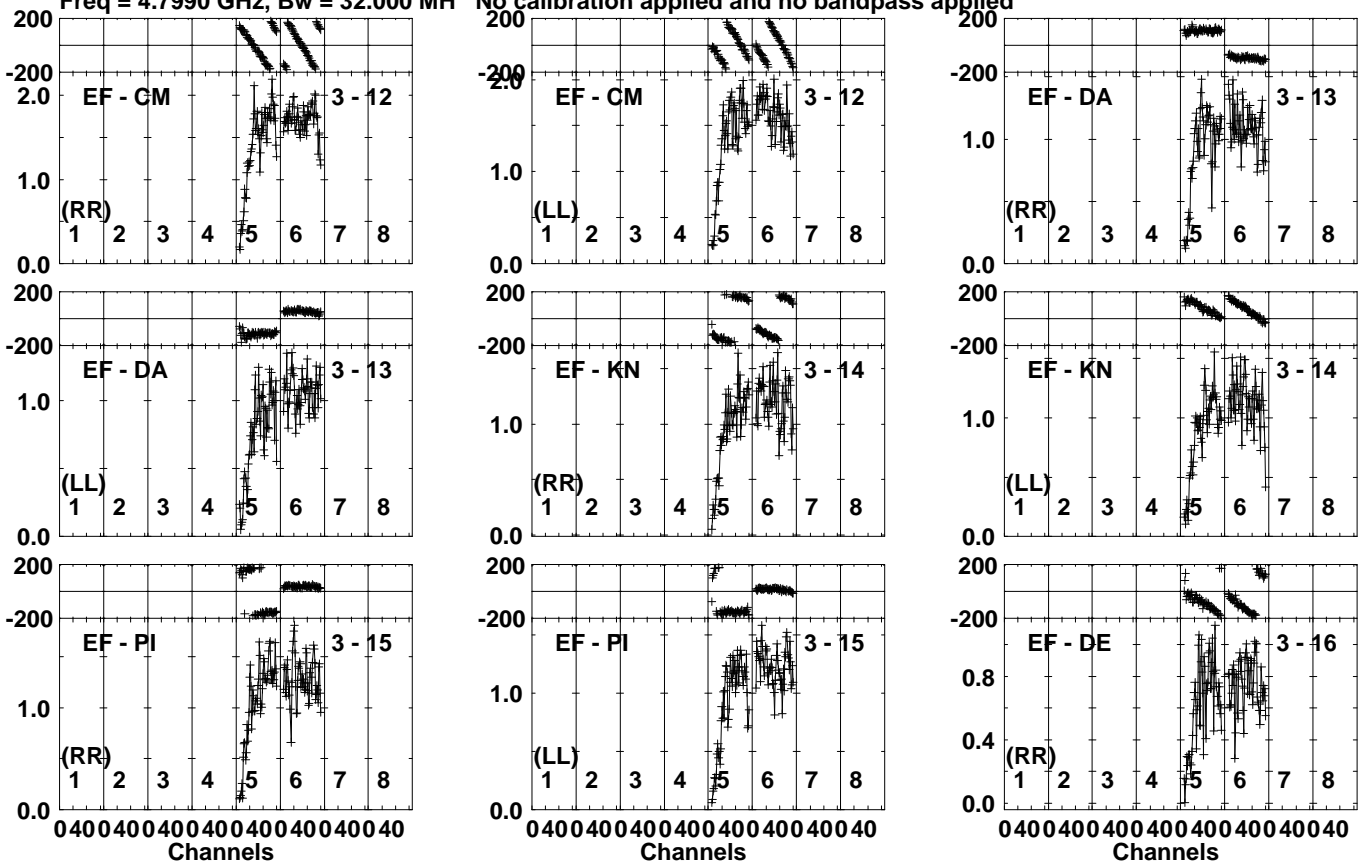 Freq = 4.7990 GHz, Bw = 32.000 MH No calibration applied and no bandpass applied
200
-200
2.0
1.0
0.0
EF - CM 3 - 12
(RR)
1 2 3 4 5 6 7 8
200
-200
2.0
1.0
0.0
EF - CM 3 - 12
(LL)
1 2 3 4 5 6 7 8
200
-200
1.0
0.0
EF - DA 3 - 13
(RR)
1 2 3 4 5 6 7 8
200
-200
1.0
0.0
EF - DA 3 - 13
(LL)
1 2 3 4 5 6 7 8
200
-200
1.0
0.0
EF - KN 3 - 14
(RR)
1 2 3 4 5 6 7 8
200
-200
1.0
0.0
EF - KN 3 - 14
(LL)
1 2 3 4 5 6 7 8
200
-200
1.0
0.0
EF - PI 3 - 15
(RR)
1 2 3 4 5 6 7 8
0 40 0 40 0 40 0 40 0 40 0 40 0 40 0 40
Channels
200
-200
1.0
0.0
EF - PI 3 - 15
(LL)
1 2 3 4 5 6 7 8
0 40 0 40 0 40 0 40 0 40 0 40 0 40 0 40
Channels
200
-200
0.8
0.4
0.0
EF - DE 3 - 16
(RR)
1 2 3 4 5 6 7 8
0 40 0 40 0 40 0 40 0 40 0 40 0 40 0 40
Channels